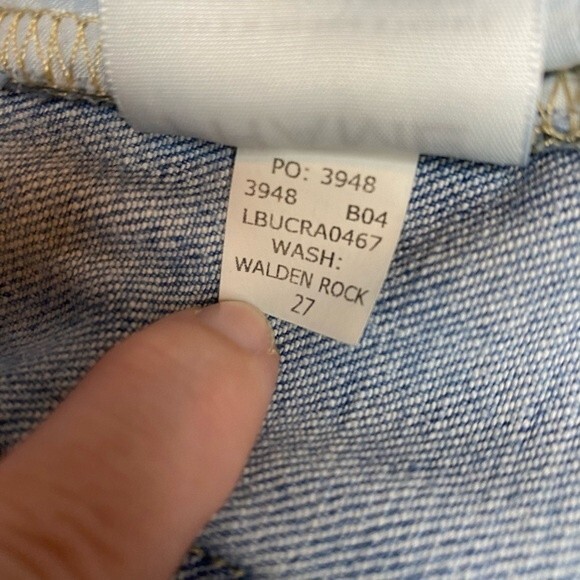 PO: 3948
3948 B04
LBUCRA0467
WASH:
WALDEN ROCK
27